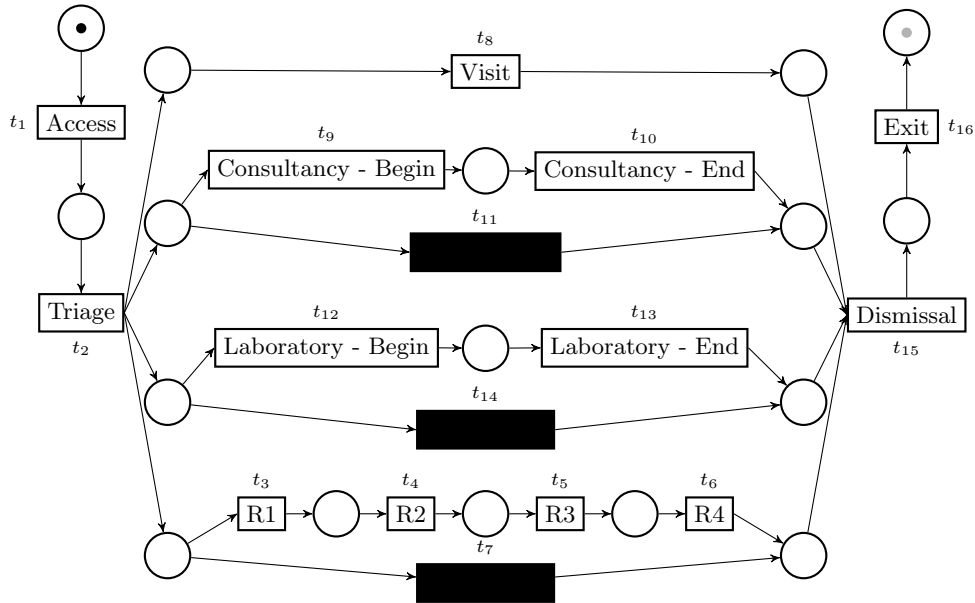 t8
Visit
t1
Access
t16
Exit
t9
t10
Consultancy - Begin
Consultancy - End
t11
Triage
t2
t12
t13
Laboratory - Begin
Laboratory - End
t14
Dismissal
t15
t3
t4
t5
t6
R1
R2
R3
R4
t7